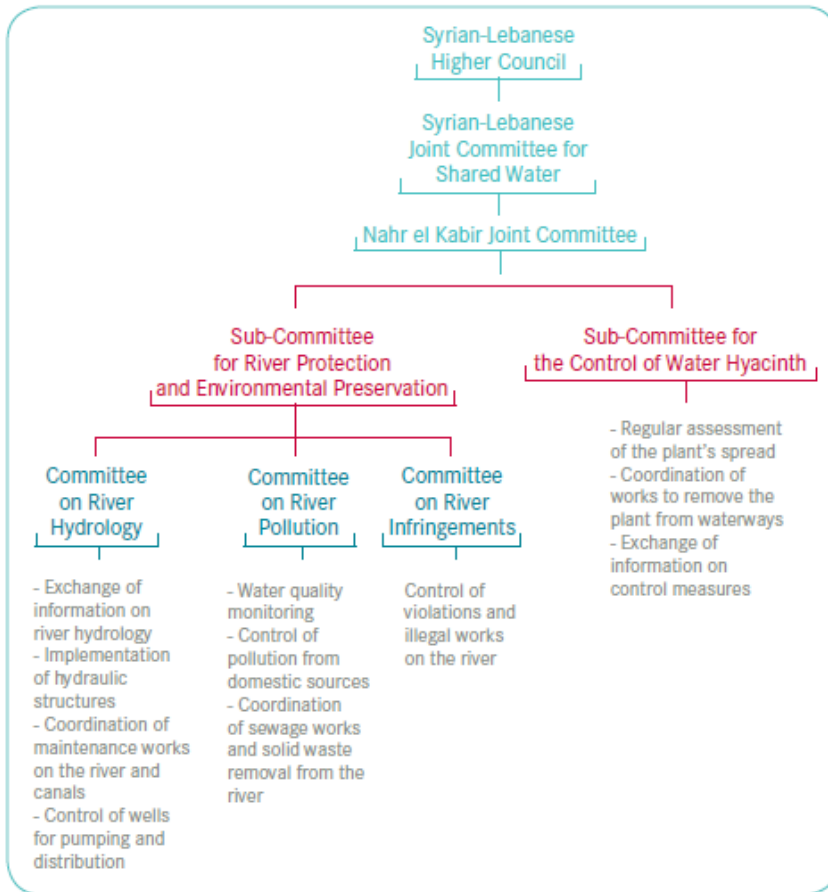 Syrian-Lebanese
Higher Council
Syrian-Lebanese
Joint Committee for
Shared Water
Nahr el Kabir Joint Committee
Sub-Committee
for River Protection
and Environmental Preservation
Sub-Committee for
the Control of Water Hyacinth
- Regular assessment
of the plant's spread
- Coordination of
works to remove the
plant from waterways
- Exchange of
information on
control measures
Committee
on River
Hydrology
- Exchange of
information on
river hydrology
- Implementation
of hydraulic
structures
- Coordination of
maintenance works
on the river and
canals
- Control of wells
for pumping and
distribution
Committee
on River
Pollution
- Water quality
monitoring
- Control of
pollution from
domestic sources
- Coordination
of sewage works
and solid waste
removal from the
river
Committee
on River
Infringements
Control of
violations and
illegal works
on the river